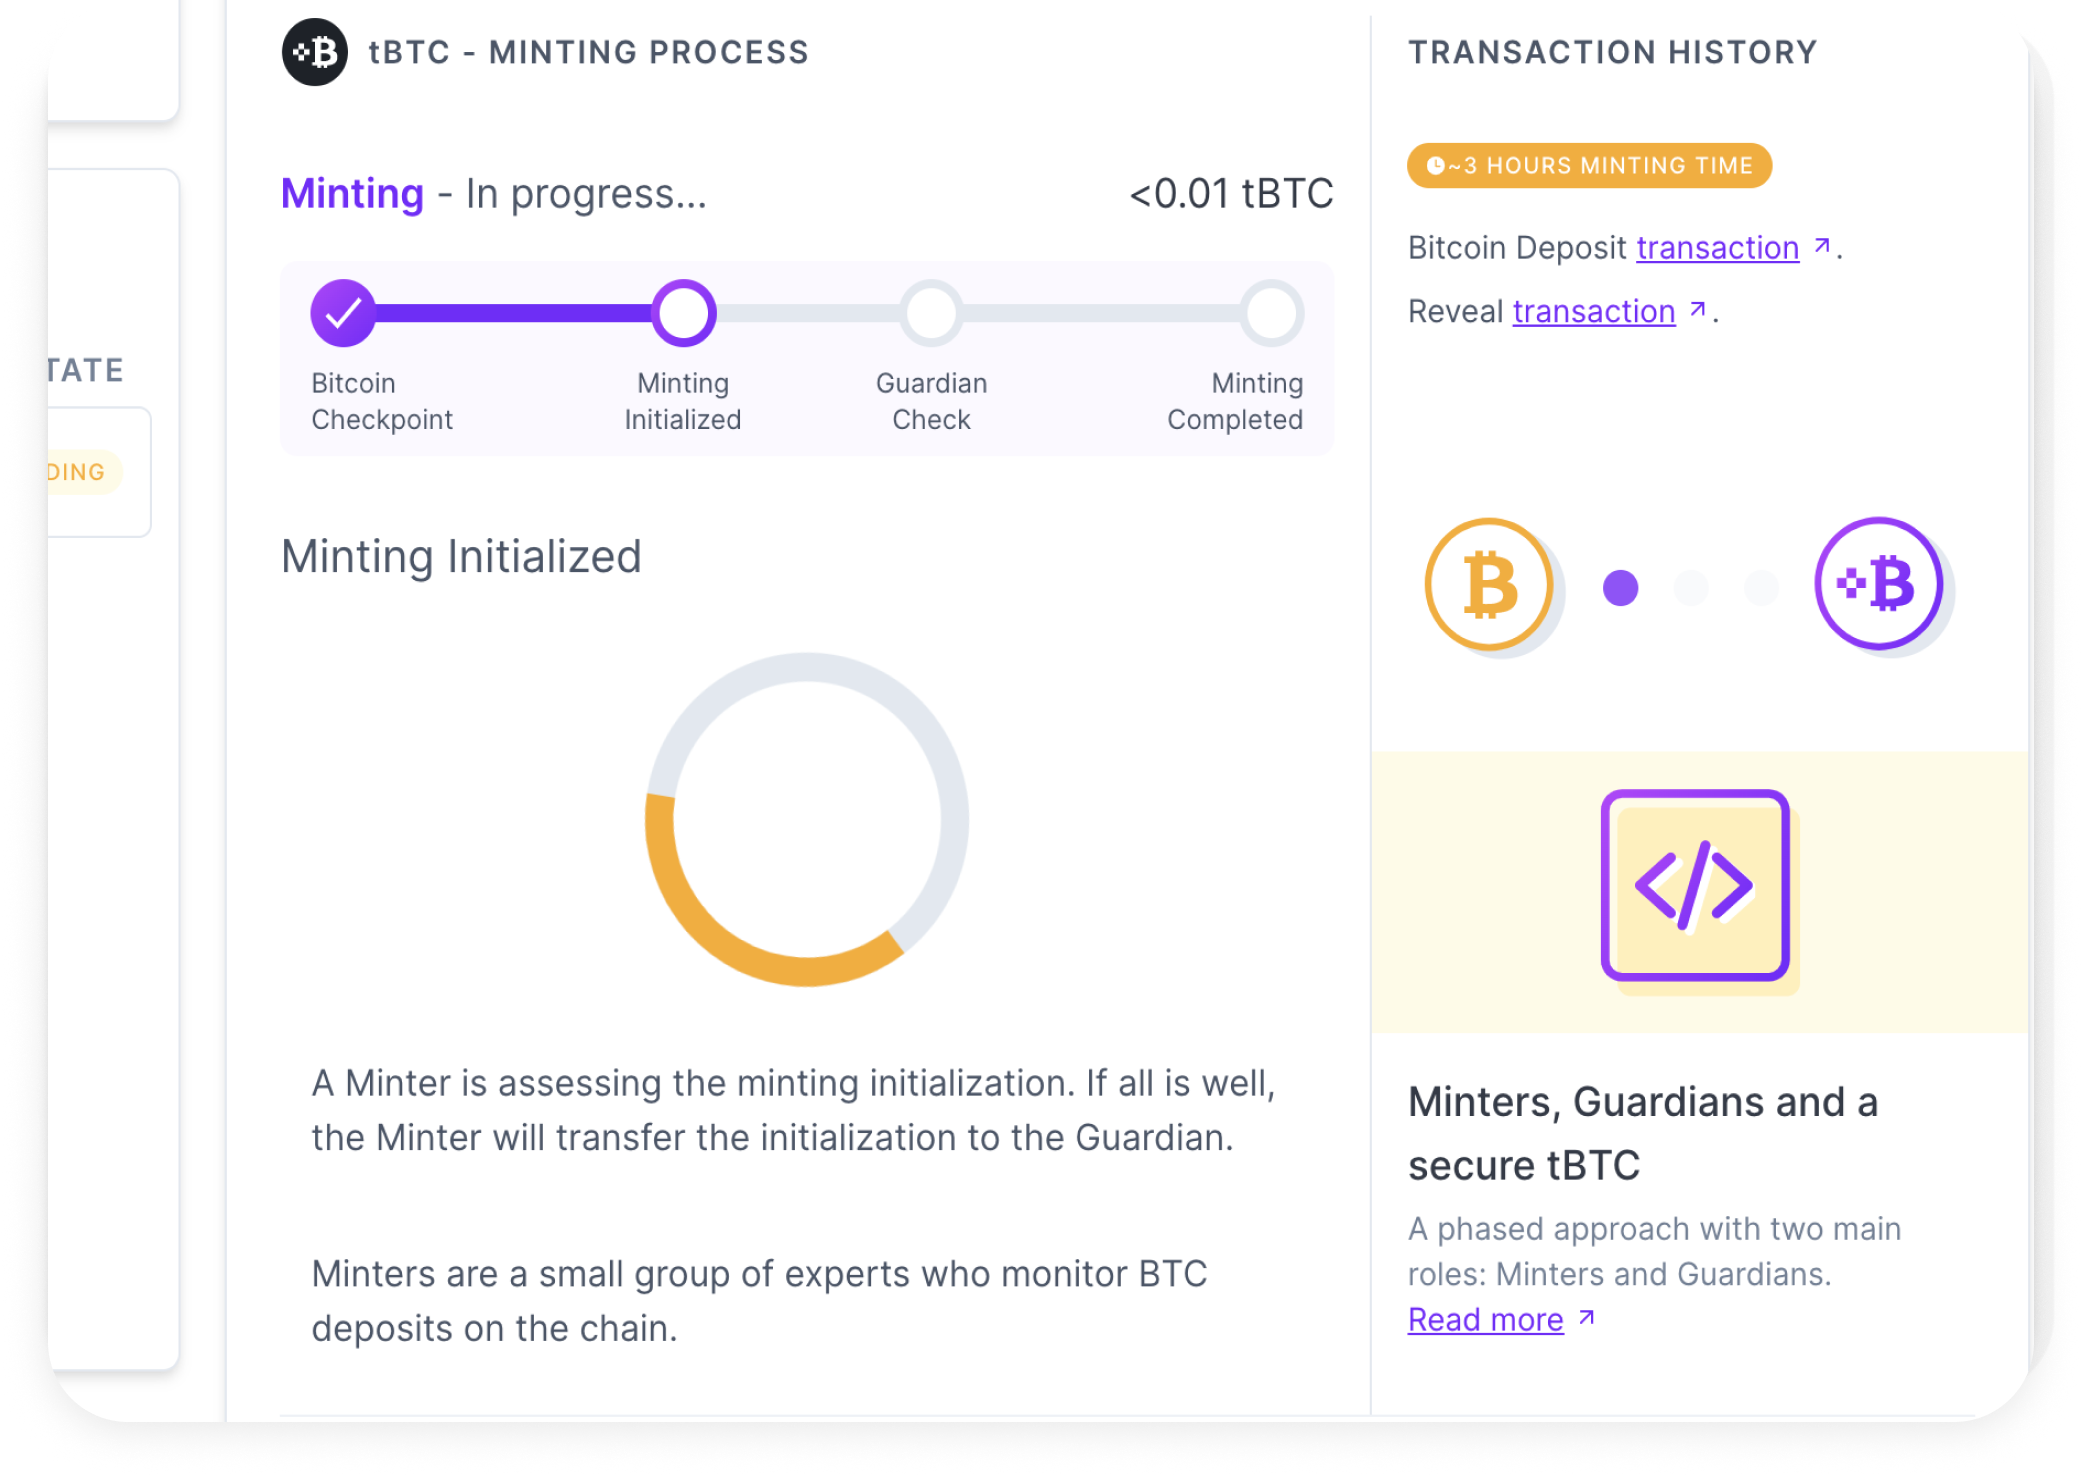 tBTC - MINTING PROCESS
Minting - In progress...
<0.01 tBTC
Bitcoin
Checkpoint
Minting
Initialized
Guardian
Check
Minting
Completed
Minting Initialized
A Minter is assessing the minting initialization. If all is well,
the Minter will transfer the initialization to the Guardian.
Minters are a small group of experts who monitor BTC
deposits on the chain.
TRANSACTION HISTORY
~3 HOURS MINTING TIME
Bitcoin Deposit transaction ↗.
Reveal transaction ↗.
Minters, Guardians and a
secure tBTC
A phased approach with two main
roles: Minters and Guardians.
Read more ↗